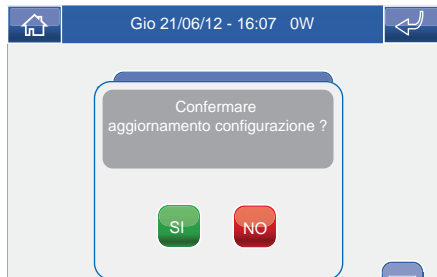 Gio 21/06/12 - 16:07 0W
Confermare
aggiornamento configurazione ?
SI
NO